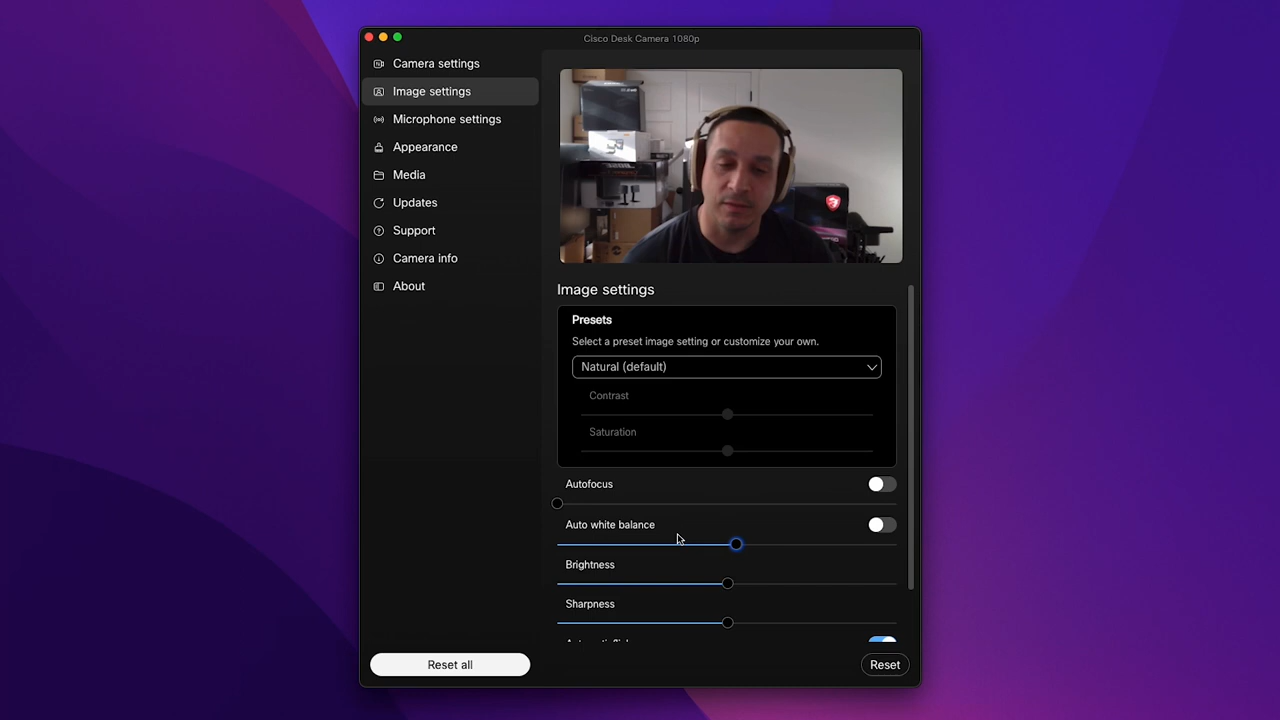 Cisco Desk Camera 1080p
Camera settings
Image settings
Microphone settings
Appearance
Media
Updates
Support
Camera info
About
Image settings
Presets
Select a preset image setting or customize your own.
Natural (default)
Contrast
Saturation
Autofocus
Auto white balance
Brightness
Sharpness
Reset all
Reset